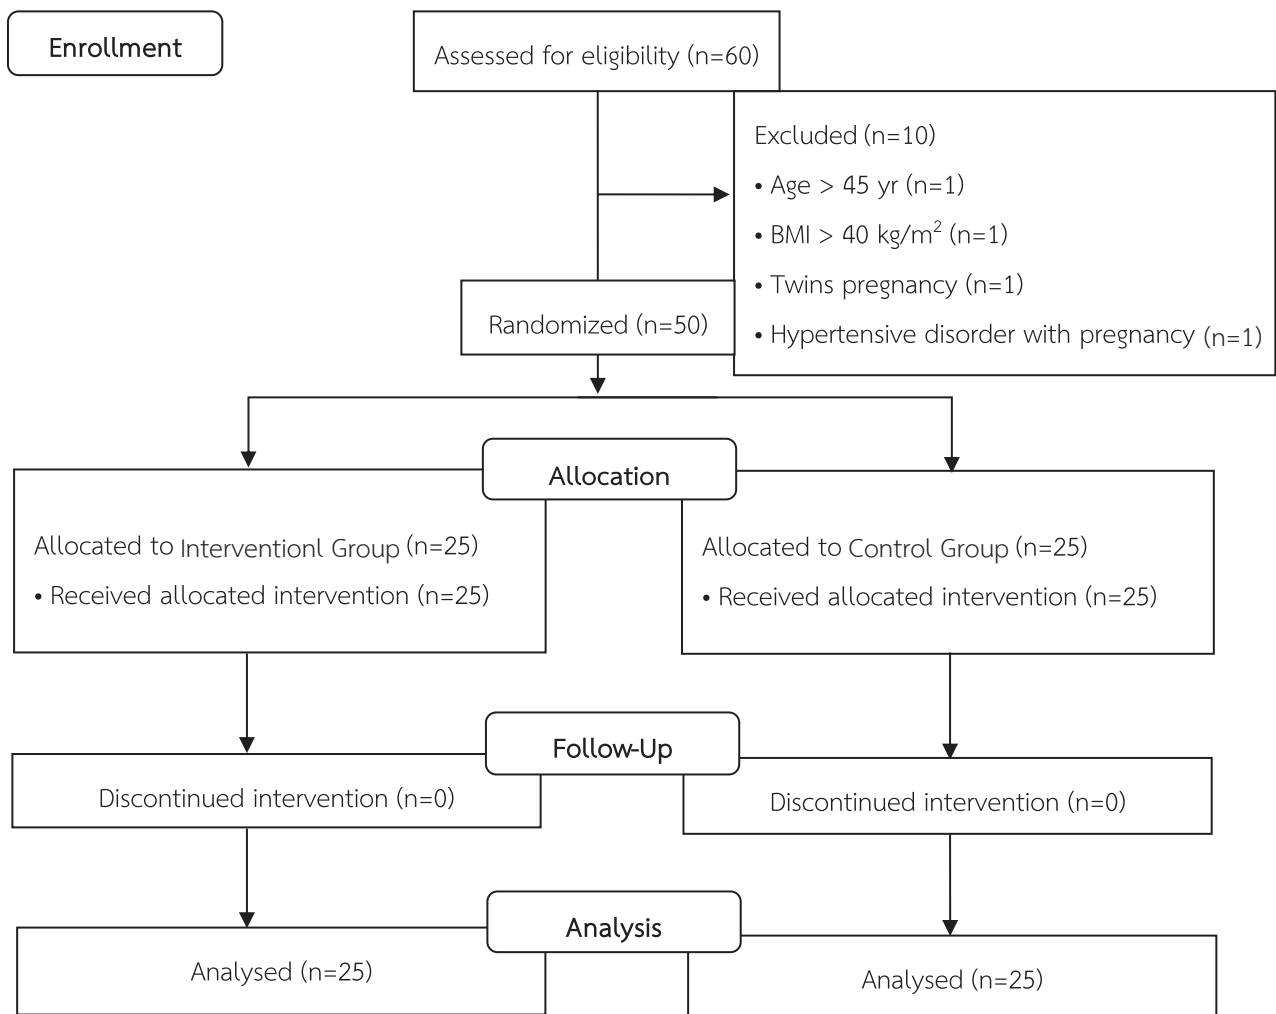 Enrollment
Assessed for eligibility (n=60)
Excluded (n=10)
• Age > 45 yr (n=1)
• BMI > 40 kg/m² (n=1)
• Twins pregnancy (n=1)
• Hypertensive disorder with pregnancy (n=1)
Randomized (n=50)
Allocation
Allocated to Interventionl Group (n=25)
• Received allocated intervention (n=25)
Allocated to Control Group (n=25)
• Received allocated intervention (n=25)
Follow-Up
Discontinued intervention (n=0)
Discontinued intervention (n=0)
Analysis
Analysed (n=25)
Analysed (n=25)